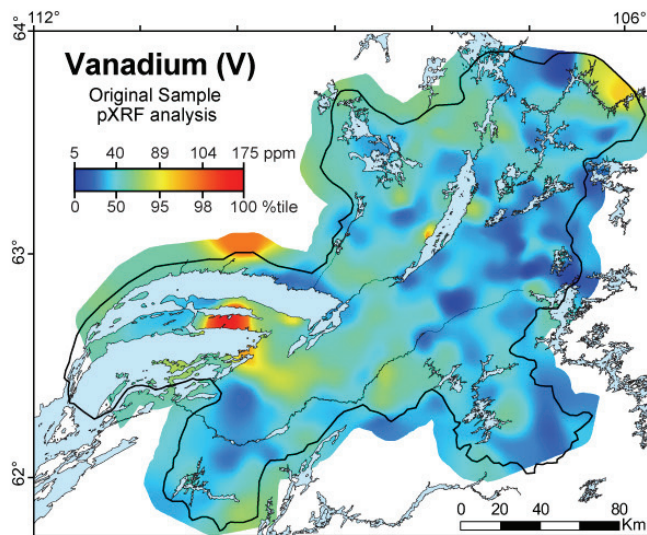 112°
106°
64°
Vanadium (V)
Original Sample
pXRF analysis
5 40 89 104 175 ppm
0 50 95 98 100 %tile
63°
62°
0 20 40 60 80
Km